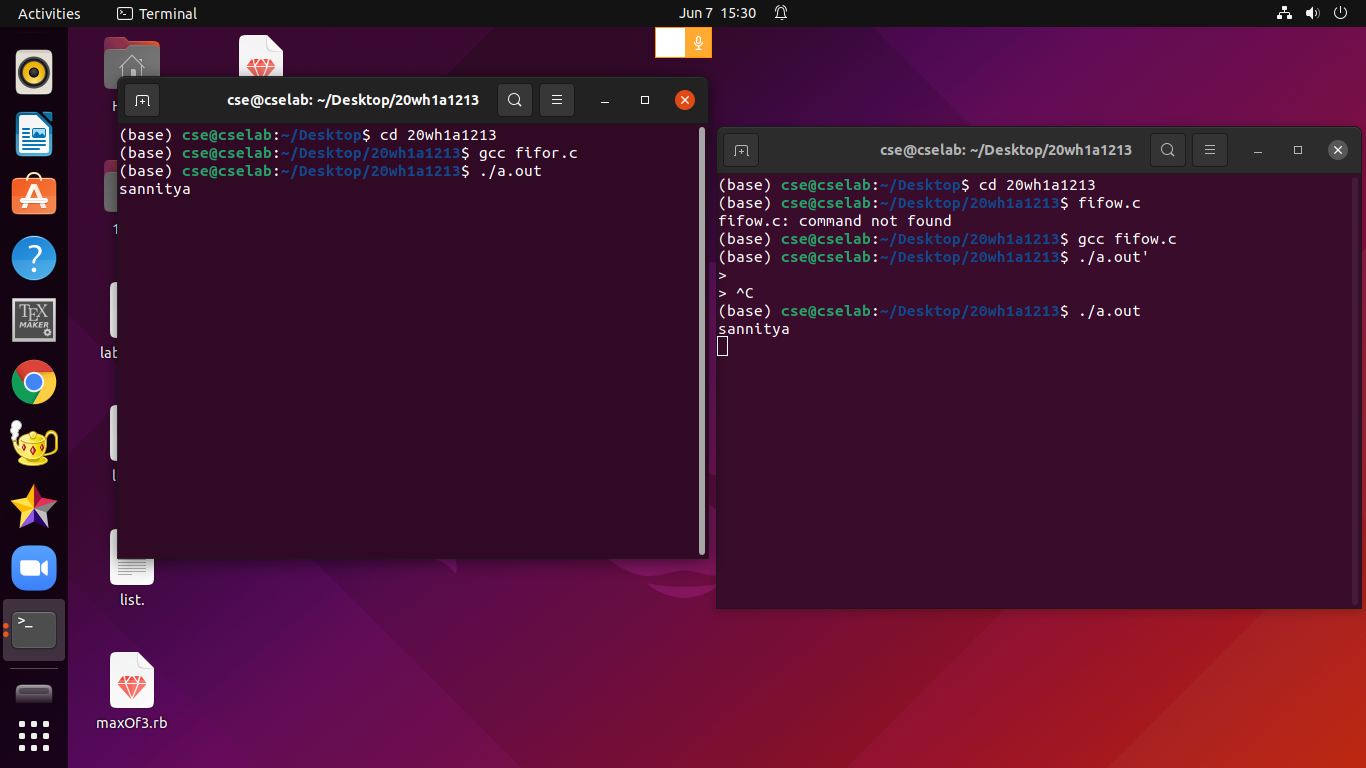 Activities
Terminal
Jun 7 15:30
cse@cselab: ~/Desktop/20wh1a1213
(base) cse@cselab:~/Desktop$ cd 20wh1a1213
(base) cse@cselab:~/Desktop/20wh1a1213$ gcc fifor.c
(base) cse@cselab:~/Desktop/20wh1a1213$ ./a.out
sannitya
cse@cselab: ~/Desktop/20wh1a1213
(base) cse@cselab:~/Desktop$ cd 20wh1a1213
(base) cse@cselab:~/Desktop/20wh1a1213$ fifow.c
fifow.c: command not found
(base) cse@cselab:~/Desktop/20wh1a1213$ gcc fifow.c
(base) cse@cselab:~/Desktop/20wh1a1213$ ./a.out'
>
> ^C
(base) cse@cselab:~/Desktop/20wh1a1213$ ./a.out
sannitya
TEX
MAKER
lab
list.
maxOf3.rb